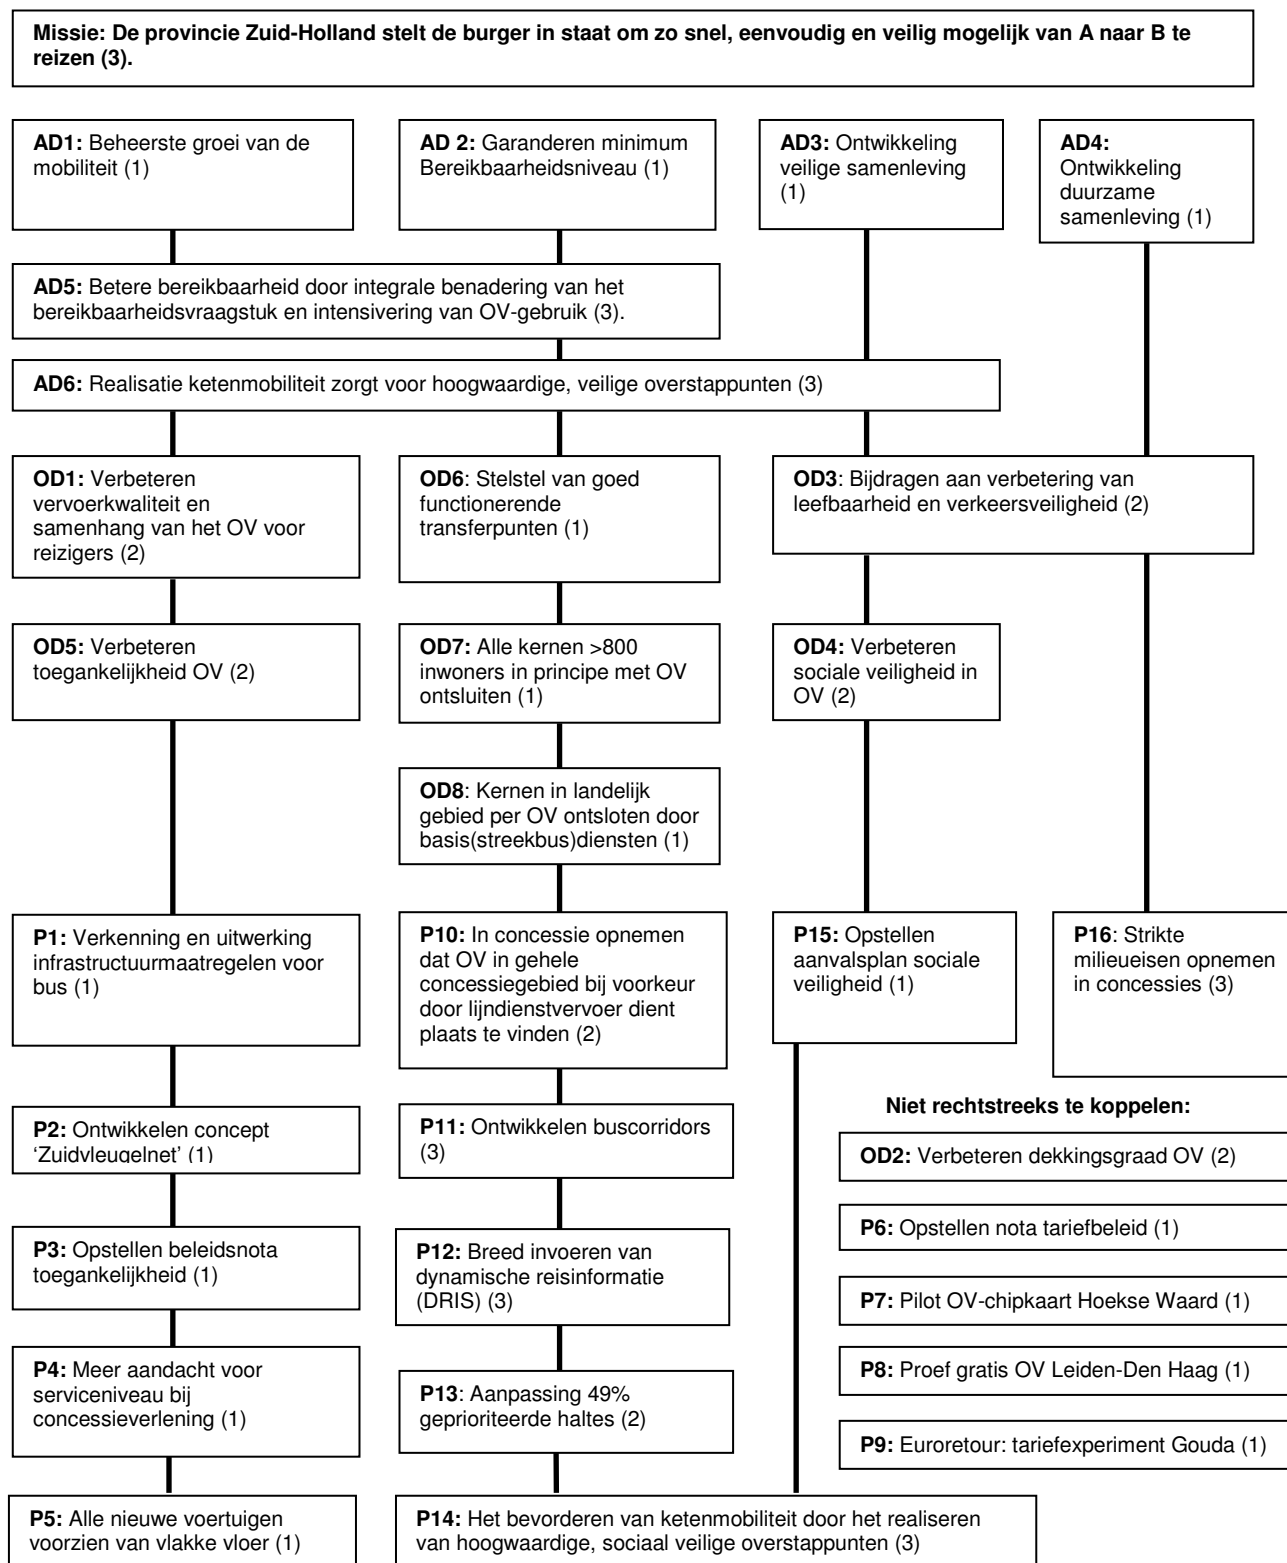 Missie: De provincie Zuid-Holland stelt de burger in staat om zo snel, eenvoudig en veilig mogelijk van A naar B te
reizen (3).
AD1: Beheerste groei van de
mobiliteit (1)
AD 2: Garanderen minimum
Bereikbaarheidsniveau (1)
AD3: Ontwikkeling
veilige samenleving
(1)
AD4:
Ontwikkeling
duurzame
samenleving (1)
AD5: Betere bereikbaarheid door integrale benadering van het
bereikbaarheidsvraagstuk en intensivering van OV-gebruik (3).
AD6: Realisatie ketenmobiliteit zorgt voor hoogwaardige, veilige overstappunten (3)
OD1: Verbeteren
vervoerkwaliteit en
samenhang van het OV voor
reizigers (2)
OD6: Stelstel van goed
functionerende
transferpunten (1)
OD3: Bijdragen aan verbetering van
leefbaarheid en verkeersveiligheid (2)
OD5: Verbeteren
toegankelijkheid OV (2)
OD7: Alle kernen >800
inwoners in principe met OV
ontsluiten (1)
OD4: Verbeteren
sociale veiligheid in
OV (2)
OD8: Kernen in landelijk
gebied per OV ontsloten door
basis(streekbus)diensten (1)
P1: Verkenning en uitwerking
infrastructuurmaatregelen voor
bus (1)
P10: In concessie opnemen
dat OV in gehele
concessiegebied bij voorkeur
door lijndienstvervoer dient
plaats te vinden (2)
P15: Opstellen
aanvalsplan sociale
veiligheid (1)
P16: Strikte
milieueisen opnemen
in concessies (3)
P2: Ontwikkelen concept
‘Zuidvleugelnet’ (1)
P11: Ontwikkelen buscorridors
(3)
P3: Opstellen beleidsnota
toegankelijkheid (1)
P12: Breed invoeren van
dynamische reisinformatie
(DRIS) (3)
P4: Meer aandacht voor
serviceniveau bij
concessieverlening (1)
P13: Aanpassing 49%
geprioriteerde haltes (2)
P5: Alle nieuwe voertuigen
voorzien van vlakke vloer (1)
P14: Het bevorderen van ketenmobiliteit door het realiseren
van hoogwaardige, sociaal veilige overstappunten (3)
Niet rechtstreeks te koppelen:
OD2: Verbeteren dekkingsgraad OV (2)
P6: Opstellen nota tariefbeleid (1)
P7: Pilot OV-chipkaart Hoekse Waard (1)
P8: Proef gratis OV Leiden-Den Haag (1)
P9: Euroretour: tariefexperiment Gouda (1)